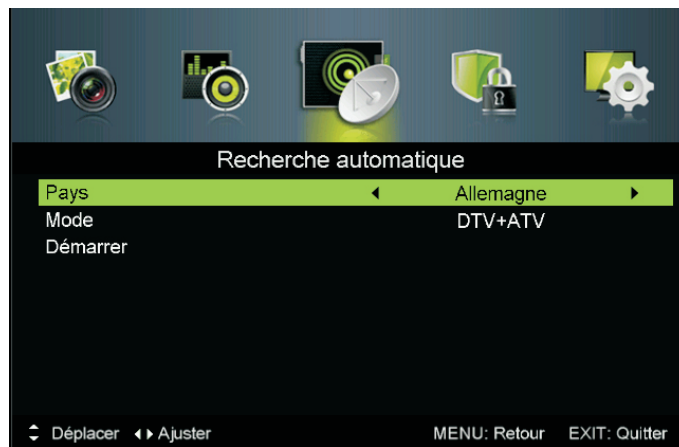 Recherche automatique
Pays Allemagne
Mode DTV+ATV
Démarrer
Déplacer Ajuster MENU: Retour EXIT: Quitter